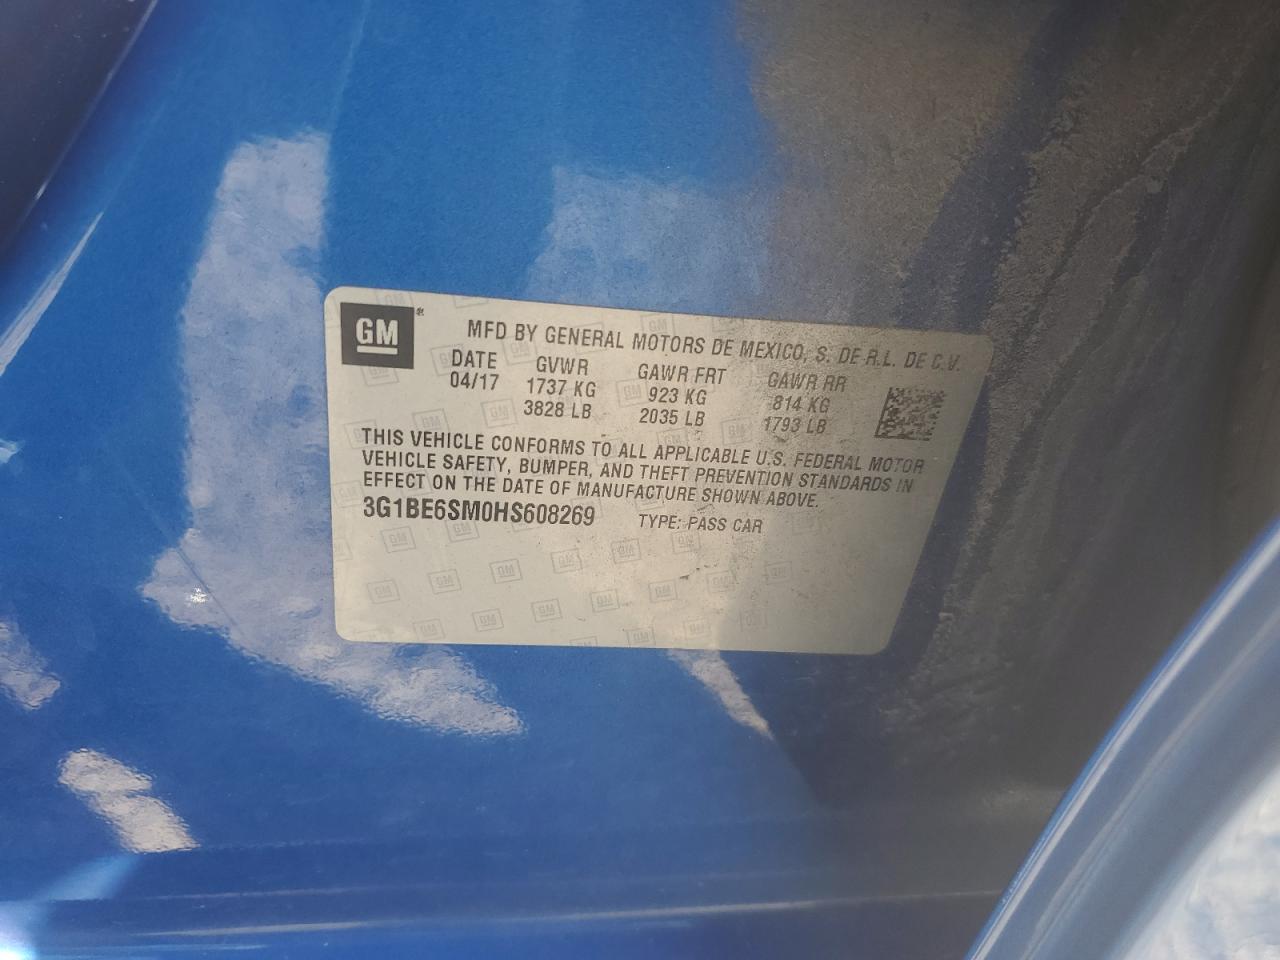 GM
MFD BY GENERAL MOTORS DE MEXICO, S. DE R.L. DE C.V.
DATE GVWR GAWR FRT GAWR RR
04/17 1737 KG 923 KG 814 KG
3828 LB 2035 LB 1793 LB
THIS VEHICLE CONFORMS TO ALL APPLICABLE U.S. FEDERAL MOTOR
VEHICLE SAFETY, BUMPER, AND THEFT PREVENTION STANDARDS IN
EFFECT ON THE DATE OF MANUFACTURE SHOWN ABOVE.
3G1BE6SM0HS608269 TYPE: PASS CAR